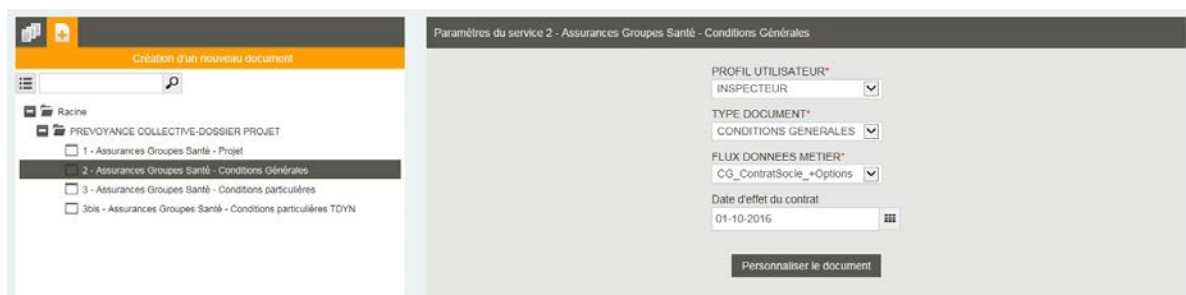 Création d'un nouveau document
Racine
PREVOYANCE COLLECTIVE-DOSSIER PROJET
1 - Assurances Groupes Santé - Projet
2 - Assurances Groupes Santé - Conditions Générales
3 - Assurances Groupes Santé - Conditions particulières
3bis - Assurances Groupes Santé - Conditions particulières TDYN
Paramètres du service 2 - Assurances Groupes Santé - Conditions Générales
PROFIL UTILISATEUR*
INSPECTEUR
TYPE DOCUMENT*
CONDITIONS GENERALES
FLUX DONNEES METIER*
CG_ContratSocle_+Options
Date d'effet du contrat
01-10-2016
Personnaliser le document